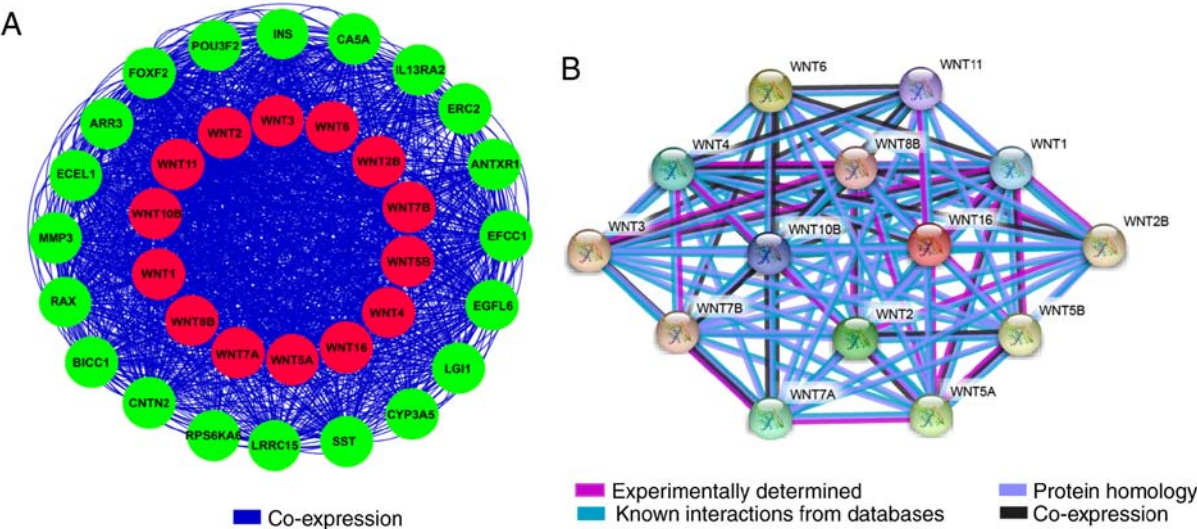 A
INS
POU3F2
CA5A
FOXF2
IL13RA2
ARR3
ERC2
ECEL1
ANTXR1
MMP3
EFCC1
RAX
EGFL6
BICC1
LGI1
CNTN2
CYP3A5
RPS6KA6
LRRC15
SST
WNT3
WNT2
WNT6
WNT11
WNT2B
WNT10B
WNT7B
WNT1
WNT5B
WNT8B
WNT4
WNT7A
WNT5A
WNT16
Co-expression
B
WNT6
WNT11
WNT4
WNT8B
WNT1
WNT3
WNT10B
WNT16
WNT2B
WNT7B
WNT2
WNT5B
WNT7A
WNT5A
Experimentally determined
Protein homology
Known interactions from databases
Co-expression